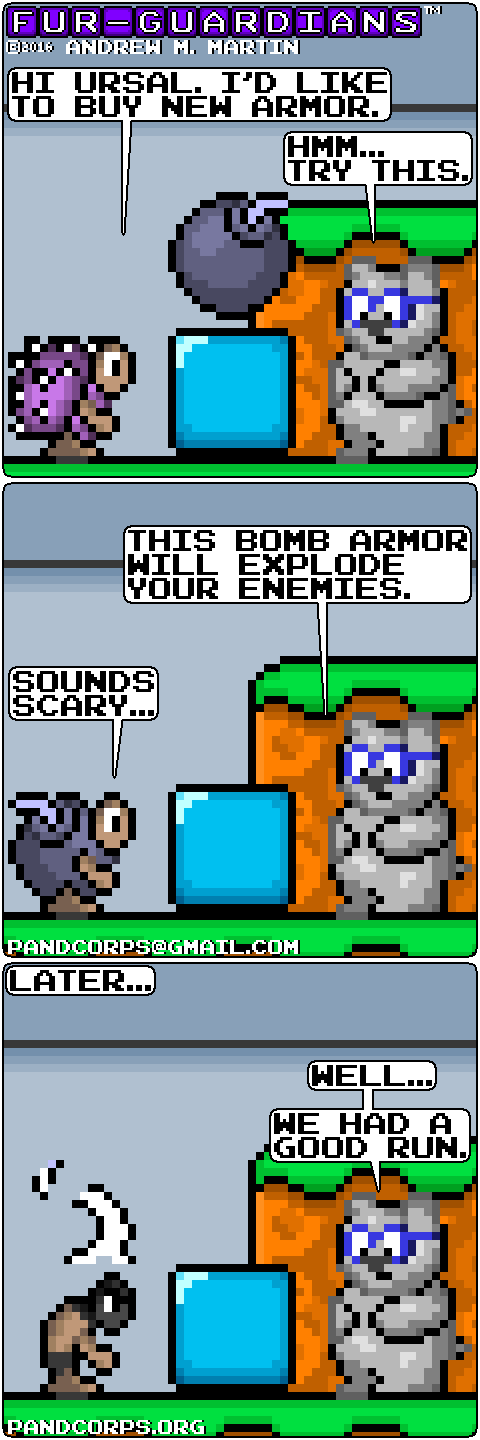 FUR-GUARDIANS™
©2016 ANDREW M. MARTIN
HI URSAL. I'D LIKE
TO BUY NEW ARMOR.
HMM...
TRY THIS.
THIS BOMB ARMOR
WILL EXPLODE
YOUR ENEMIES.
SOUNDS
SCARY...
PANDCORPS@GMAIL.COM
LATER...
WELL...
WE HAD A
GOOD RUN.
PANDCORPS.ORG